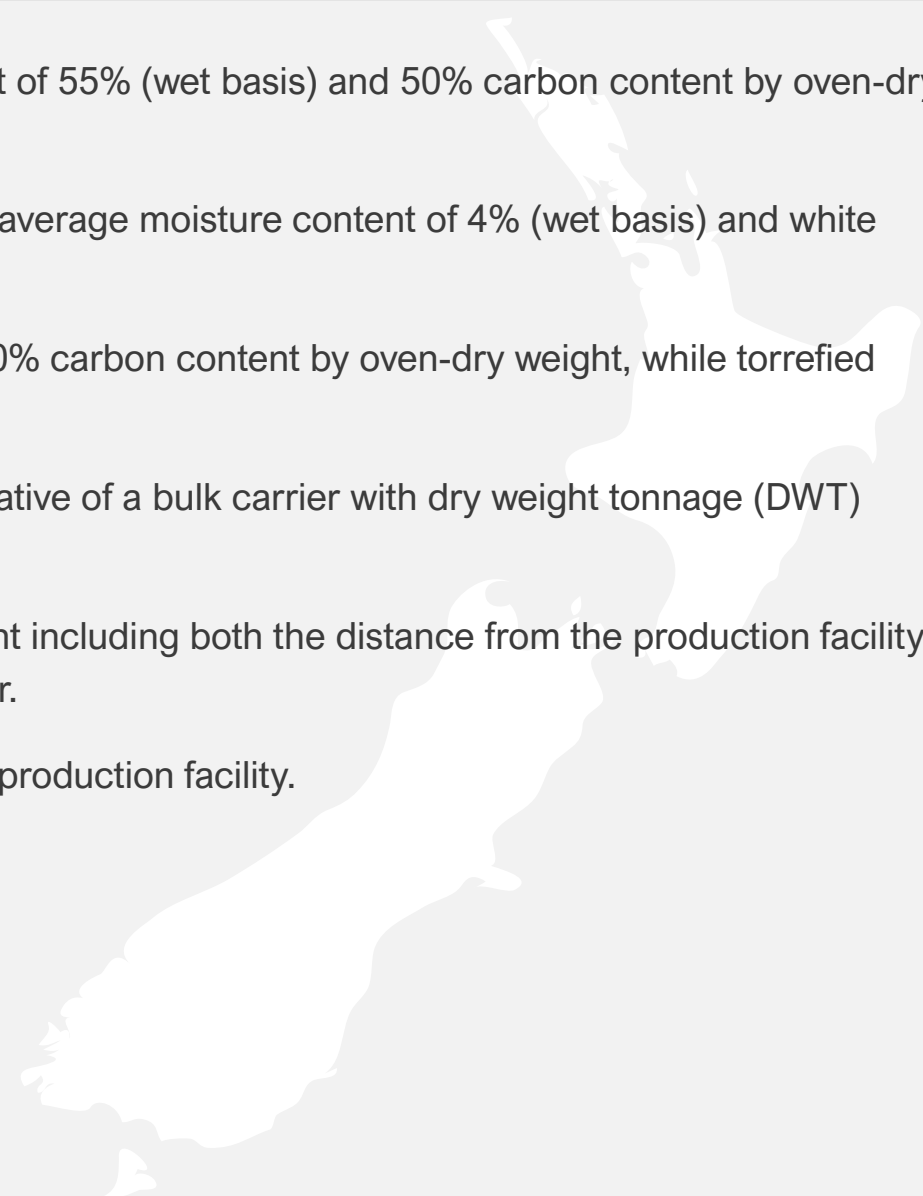 of 55% (wet basis) and 50% carbon content by oven-dry
average moisture content of 4% (wet basis) and white
0% carbon content by oven-dry weight, while torrefied
ative of a bulk carrier with dry weight tonnage (DWT)
nt including both the distance from the production facility
r.
production facility.